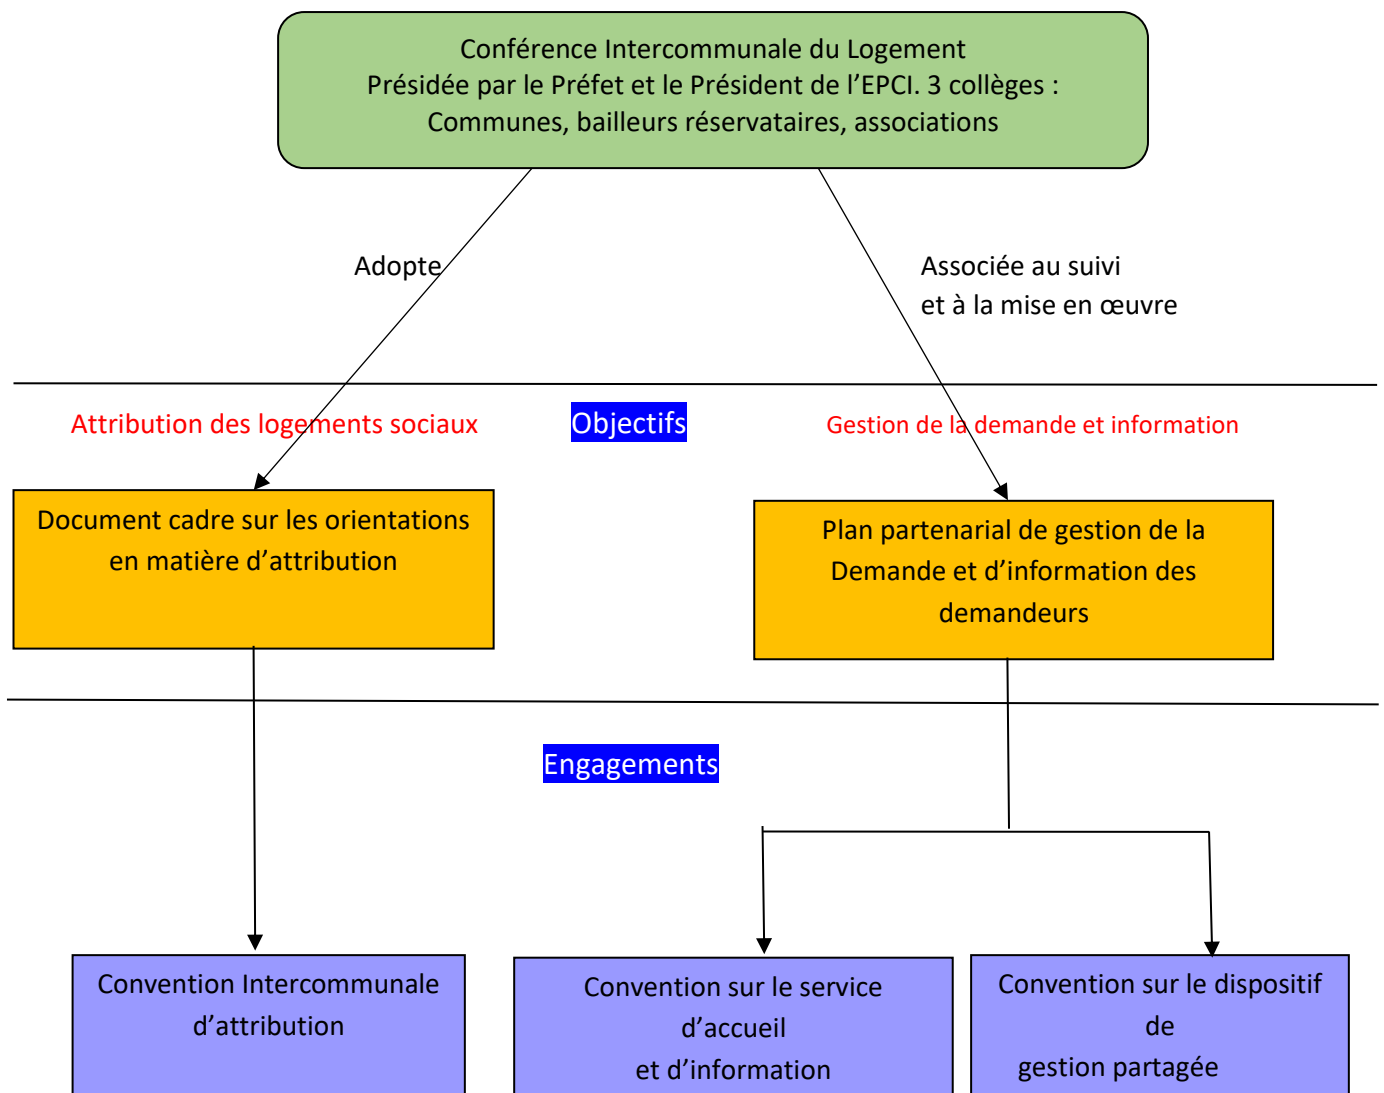 Conférence Intercommunale du Logement
Présidée par le Préfet et le Président de l’EPCI. 3 collèges :
Communes, bailleurs réservataires, associations
Adopte
Associée au suivi
et à la mise en œuvre
Attribution des logements sociaux
Objectifs
Gestion de la demande et information
Document cadre sur les orientations
en matière d’attribution
Plan partenarial de gestion de la
Demande et d’information des
demandeurs
Engagements
Convention Intercommunale
d’attribution
Convention sur le service
d’accueil
et d’information
Convention sur le dispositif
de
gestion partagée